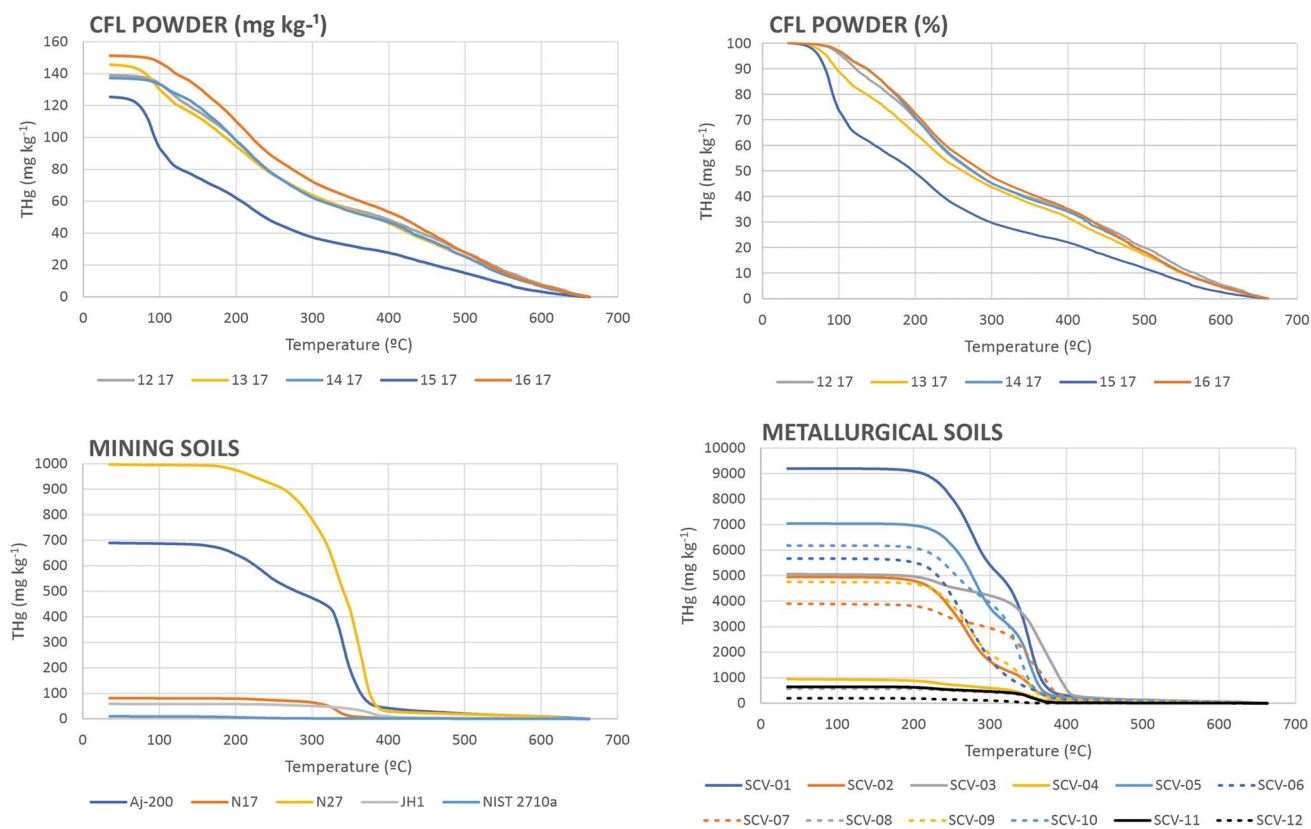 CFL POWDER (mg kg-¹)
160
140
120
100
80
60
40
20
0
THg (mg kg-1)
0 100 200 300 400 500 600 700
Temperature (ºC)
12 17 13 17 14 17 15 17 16 17
CFL POWDER (%)
100
90
80
70
60
50
40
30
20
10
0
THg (mg kg-1)
0 100 200 300 400 500 600 700
Temperature (ºC)
12 17 13 17 14 17 15 17 16 17
MINING SOILS
1000
900
800
700
600
500
400
300
200
100
0
THg (mg kg-1)
0 100 200 300 400 500 600 700
Temperature (ºC)
Aj-200 N17 N27 JH1 NIST 2710a
METALLURGICAL SOILS
10000
9000
8000
7000
6000
5000
4000
3000
2000
1000
0
THg (mg kg-1)
0 100 200 300 400 500 600 700
Temperature (ºC)
SCV-01 SCV-02 SCV-03 SCV-04 SCV-05 SCV-06
SCV-07 SCV-08 SCV-09 SCV-10 SCV-11 SCV-12